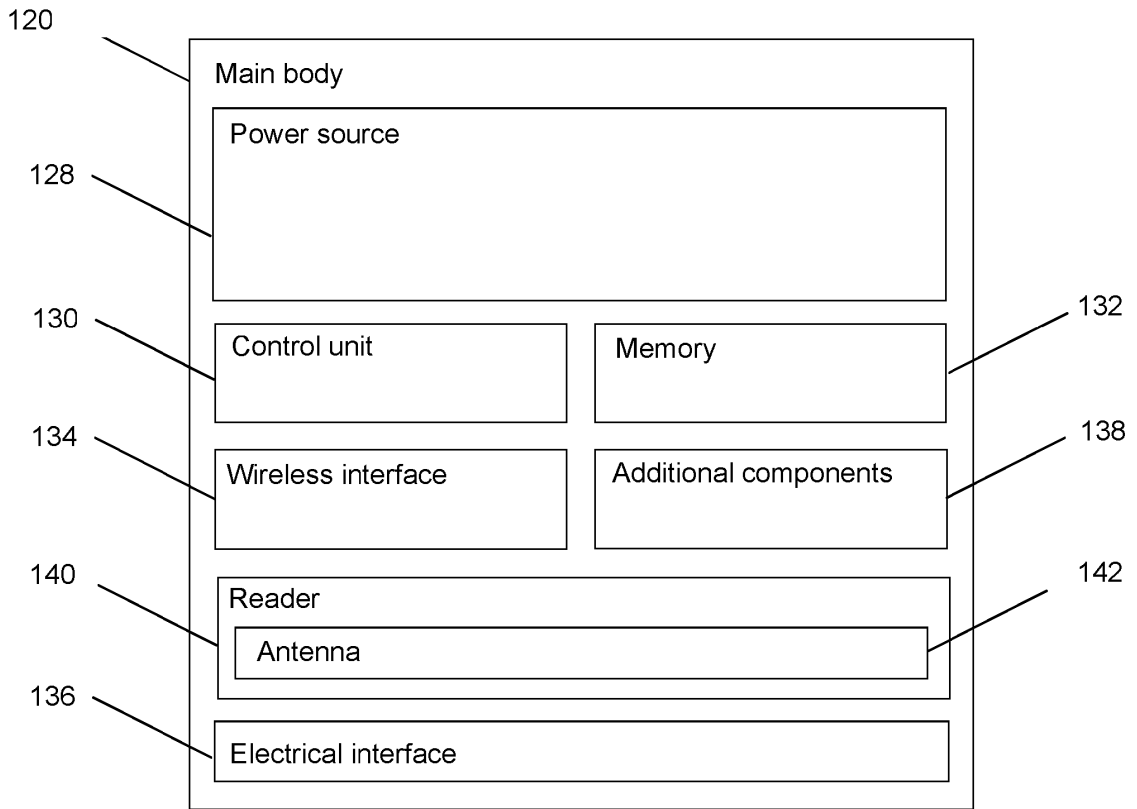 120
Main body
Power source
128
130
Control unit
Memory
132
134
Wireless interface
Additional components
138
140
Reader
142
Antenna
136
Electrical interface